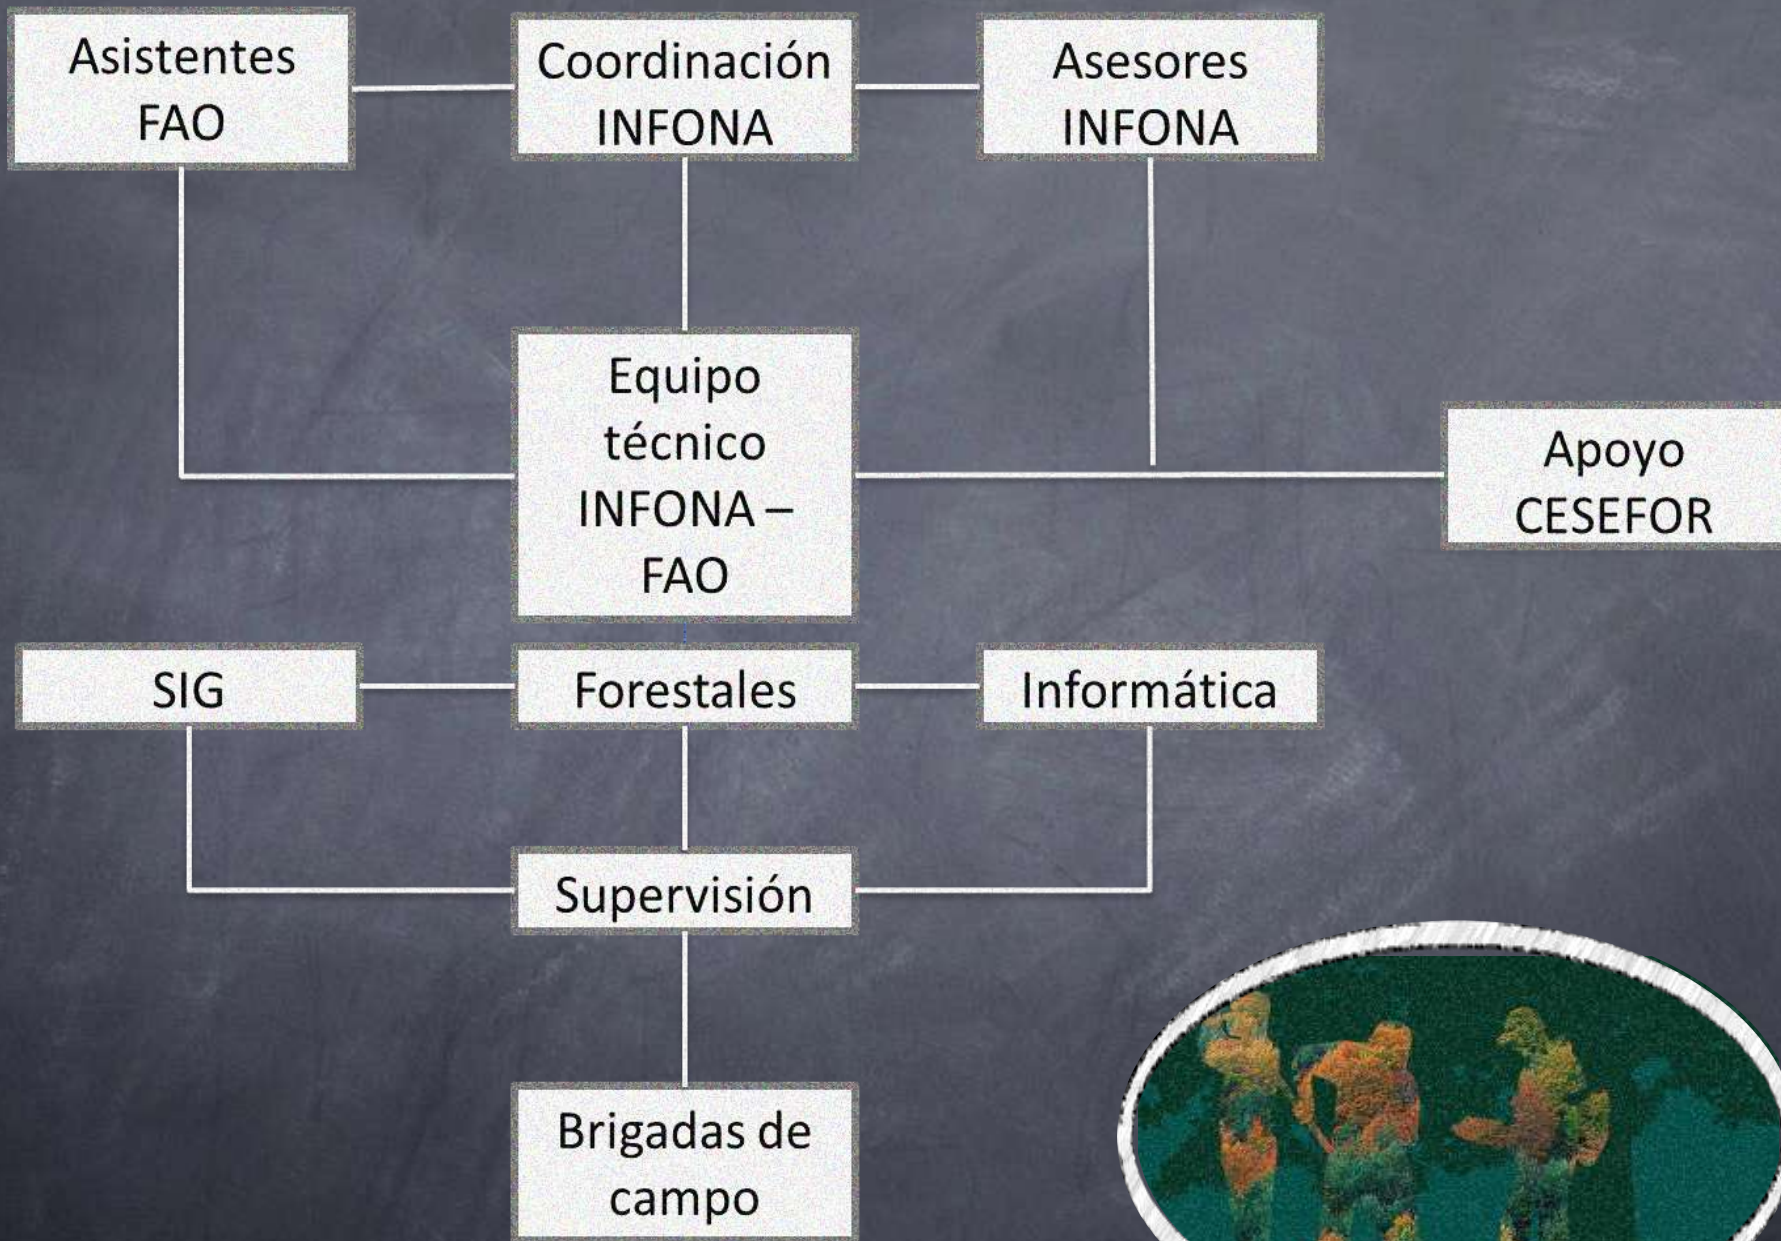 Asistentes
FAO
Coordinación
INFONA
Asesores
INFONA
Equipo
técnico
INFONA –
FAO
Apoyo
CESEFOR
SIG
Forestales
Informática
Supervisión
Brigadas de
campo